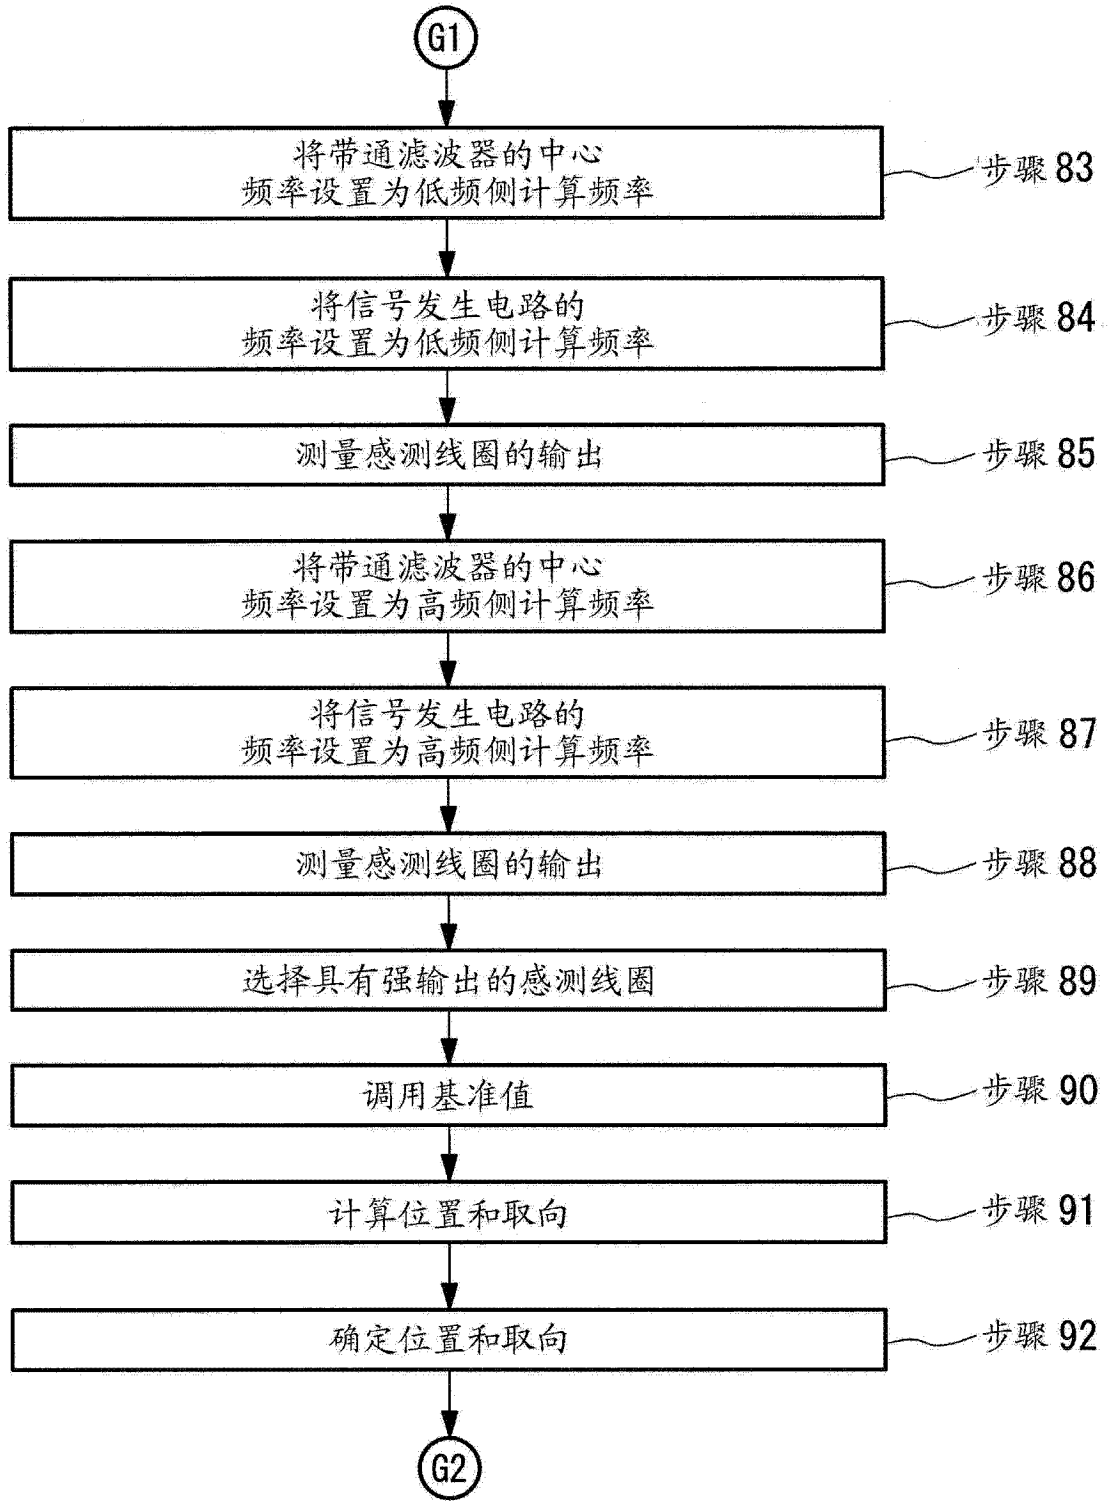 G1
将带通滤波器的中心
频率设置为低频侧计算频率
步骤 83
将信号发生电路的
频率设置为低频侧计算频率
步骤 84
测量感测线圈的输出
步骤 85
将带通滤波器的中心
频率设置为高频侧计算频率
步骤 86
将信号发生电路的
频率设置为高频侧计算频率
步骤 87
测量感测线圈的输出
步骤 88
选择具有强输出的感测线圈
步骤 89
调用基准值
步骤 90
计算位置和取向
步骤 91
确定位置和取向
步骤 92
G2